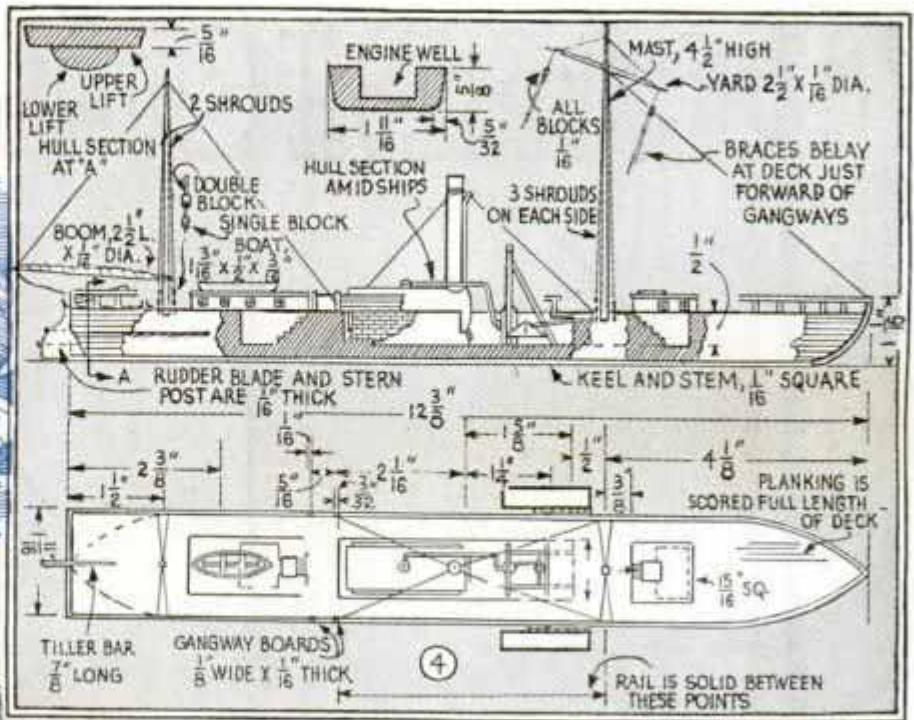 5"
16
UPPER
LIFT
LOWER
LIFT
HULL SECTION
AT "A"
2 SHROUDS
ENGINE WELL
5"
8
1 11"
16
5"
32
HULL SECTION
AMIDSHIPS
DOUBLE
BLOCK
SINGLE BLOCK
BOAT,
BOOM, 2 1/2" L.
X 1/16" DIA.
ALL
BLOCKS
1"
16
3 SHROUDS
ON EACH SIDE
MAST, 4 1/2" HIGH
YARD 2 1/2" X 1/16" DIA.
BRACES BELAY
AT DECK JUST
FORWARD OF
GANGWAYS
1"
2
A
RUDDER BLADE AND STERN
POST ARE 1/16" THICK
KEEL AND STEM, 1/16" SQUARE
12 3"
1"
16
2 3"
8
1 1"
2
5"
16
3"
32
2 1"
16
1 5"
8
1 1"
2
1"
2
3"
8
4 1"
8
PLANKING IS
SCORED FULL LENGTH
OF DECK
15"
16 SQ.
TILLER BAR
7/8" LONG
GANGWAY BOARDS
1/8" WIDE X 1/16" THICK
4
RAIL IS SOLID BETWEEN
THESE POINTS